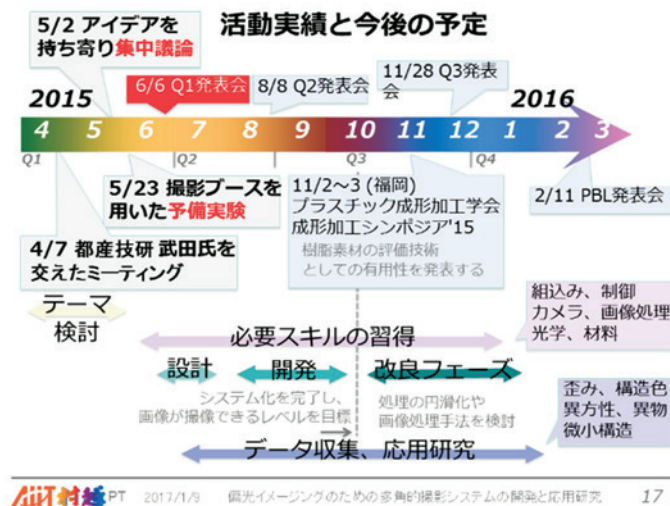 活動実績と今後の予定
5/2 アイデアを
持ち寄り集中議論
6/6 Q1発表会
8/8 Q2発表会
11/28 Q3発表
会
2015
2016
4 5 6 7 8 9 10 11 12 1 2 3
Q1 Q2 Q3 Q4
5/23 撮影ブースを
用いた予備実験
4/7 都産技研 武田氏を
交えたミーティング
11/2～3 (福岡)
プラスチック成形加工学会
成形加工シンポジア'15
樹脂素材の評価技術
としての有用性を発表する
2/11 PBL発表会
テーマ
検討
必要スキルの習得
組込み、制御
カメラ、画像処理
光学、材料
設計
開発
改良フェーズ
システム化を完了し、
画像が撮像できるレベルを目標
処理の円滑化や
画像処理手法を検討
データ収集、応用研究
歪み、構造色
異方性、異物
微小構造
AIIT 村越 PT 2017/1/9 偏光イメージングのための多角的撮影システムの開発と応用研究 17